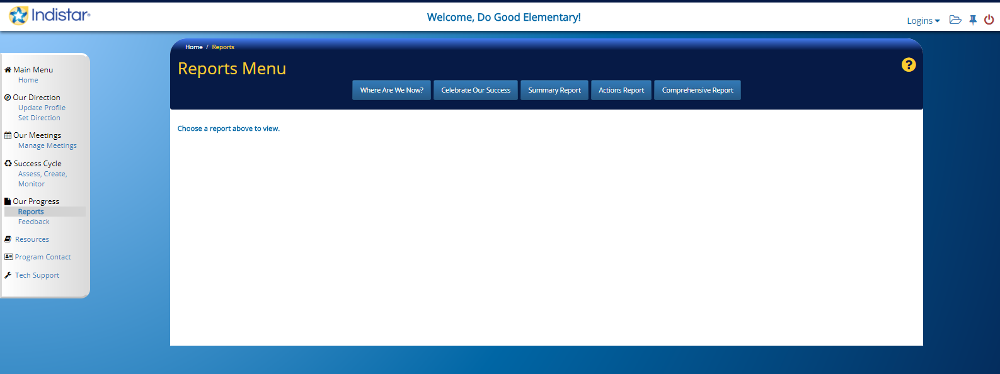 Indistar®
Welcome, Do Good Elementary!
Logins
Home / Reports
Reports Menu
?
Where Are We Now?
Celebrate Our Success
Summary Report
Actions Report
Comprehensive Report
Choose a report above to view.
Main Menu
Home
Our Direction
Update Profile
Set Direction
Our Meetings
Manage Meetings
Success Cycle
Assess, Create,
Monitor
Our Progress
Reports
Feedback
Resources
Program Contact
Tech Support